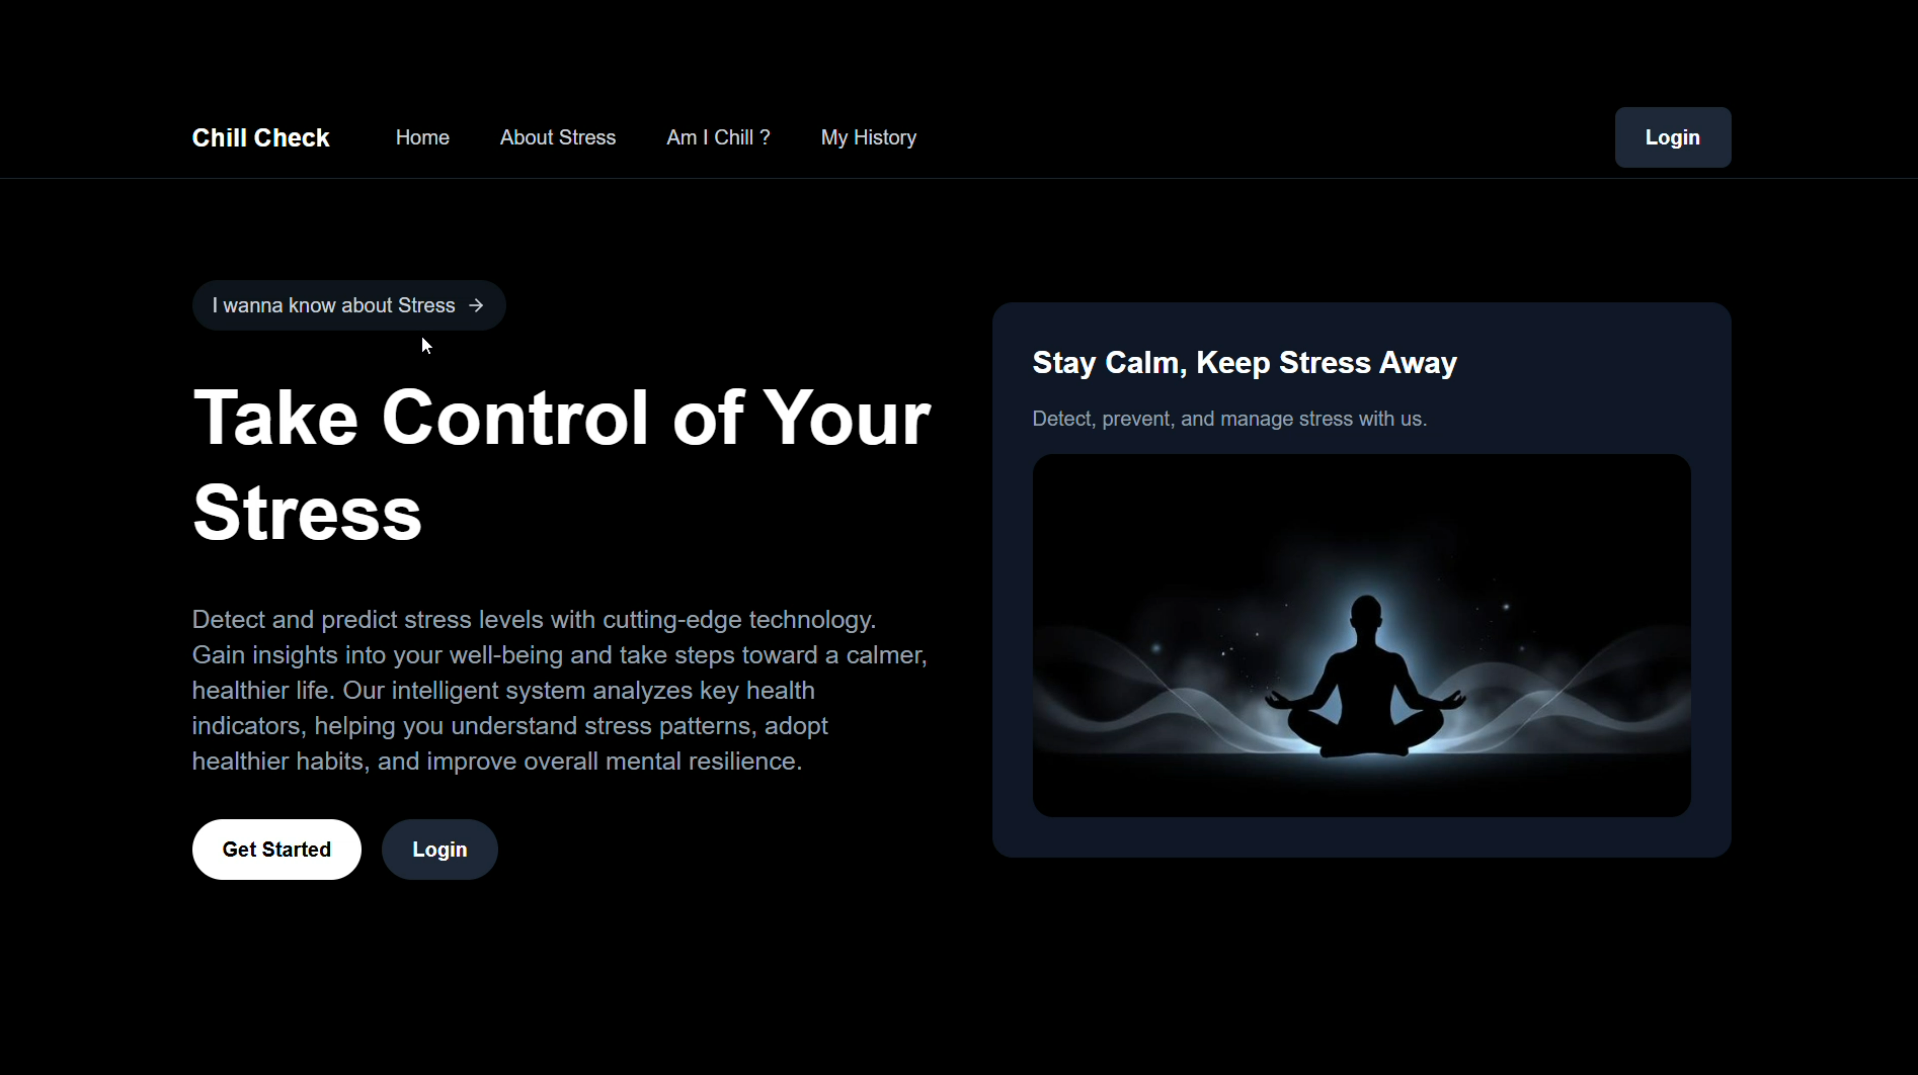 Chill Check
Home
About Stress
Am I Chill ?
My History
Login
I wanna know about Stress →
Take Control of Your
Stress
Detect and predict stress levels with cutting-edge technology.
Gain insights into your well-being and take steps toward a calmer,
healthier life. Our intelligent system analyzes key health
indicators, helping you understand stress patterns, adopt
healthier habits, and improve overall mental resilience.
Get Started
Login
Stay Calm, Keep Stress Away
Detect, prevent, and manage stress with us.